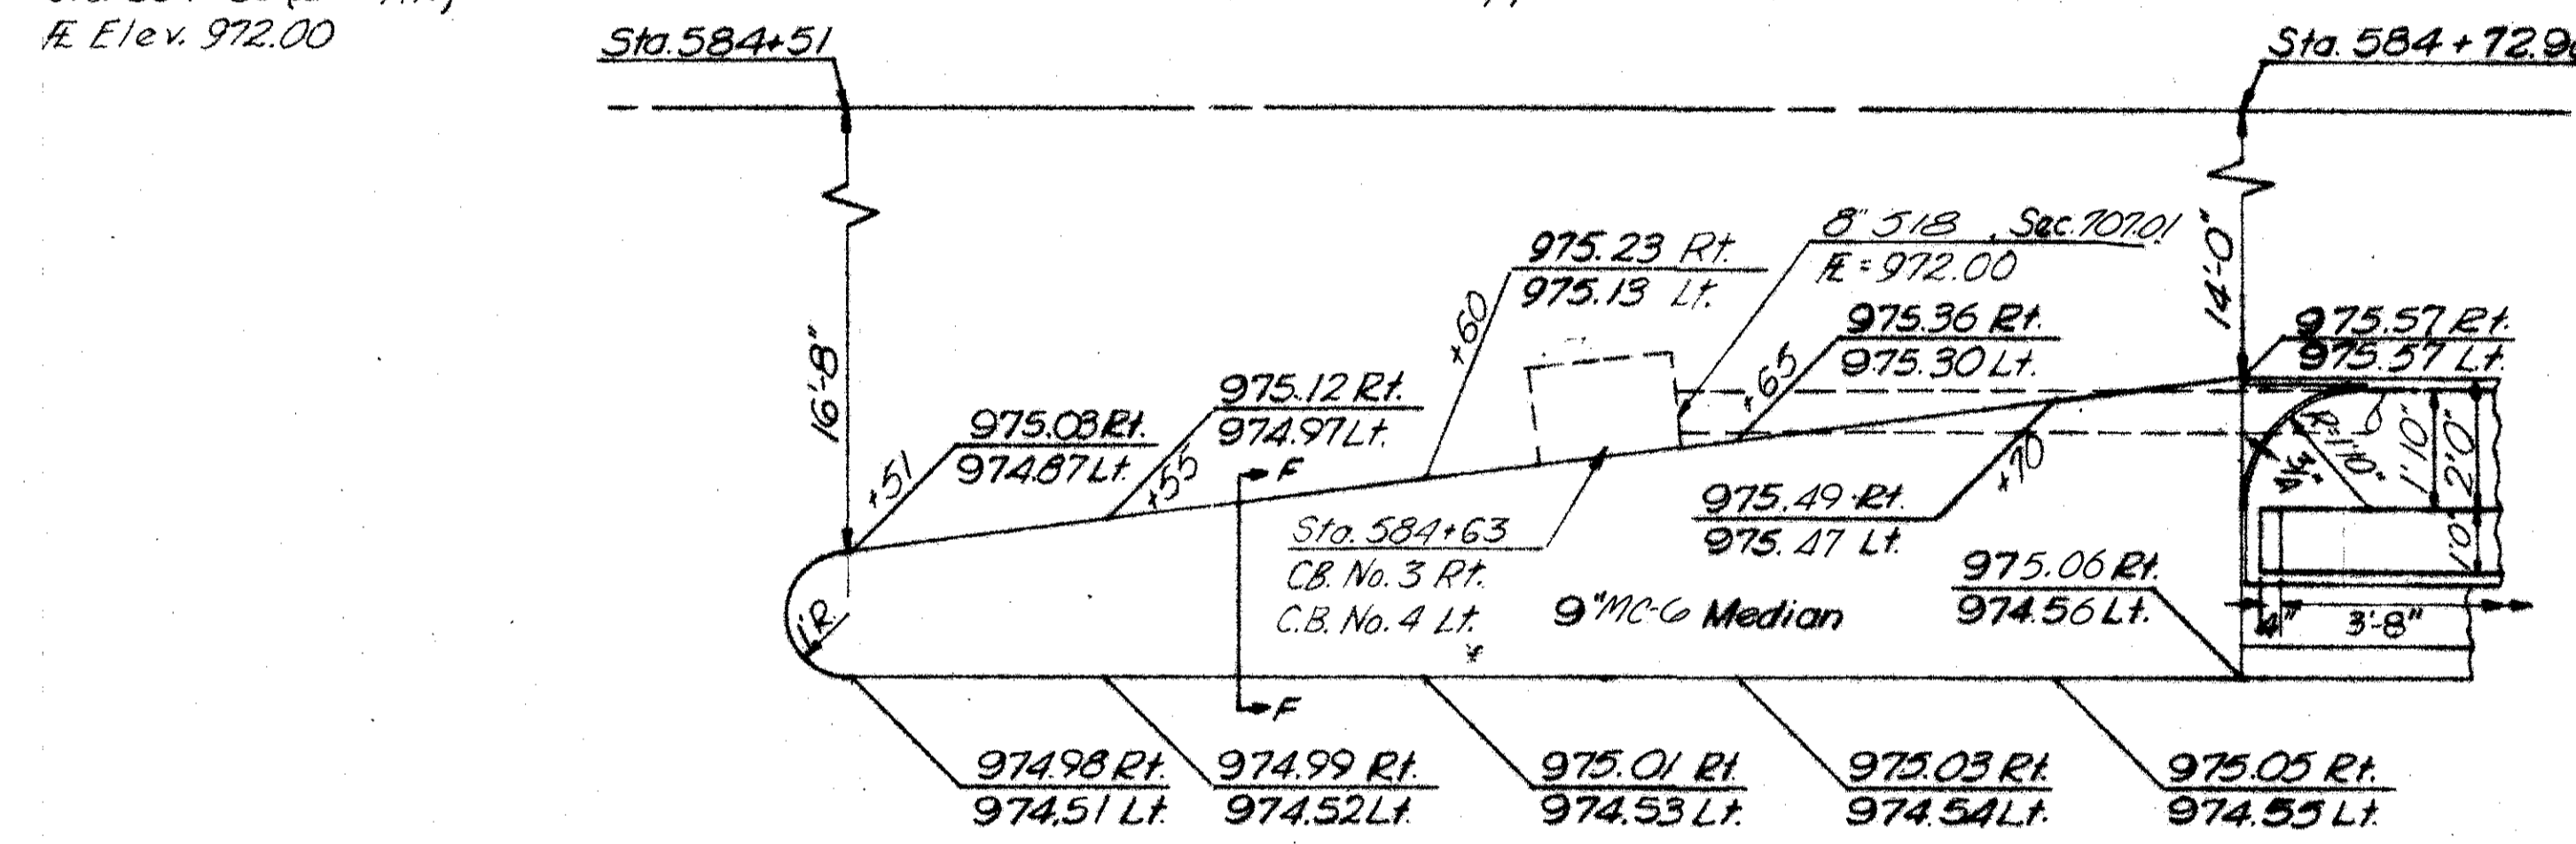 Æ Elev. 972.00
Sta. 584+51
Sta. 584 + 72.9
16'-8"
14'-0"
8" 518 , Sec. 707.01
Æ = 972.00
975.23 Rt.
975.13 Lt.
+60
975.36 Rt.
975.30 Lt.
+65
975.57 Rt.
975.57 Lt.
975.12 Rt.
974.97 Lt.
+55
975.03 Rt.
974.87 Lt.
+51
F
975.49 Rt.
975.47 Lt.
+70
R=1'-10"
1'10"
2'0"
1'0"
Sta. 584+63
C.B. No. 3 Rt.
C.B. No. 4 Lt.
*
9" MC-6 Median
975.06 Rt.
974.56 Lt.
4"
3'-8"
1'R.
F
974.98 Rt.
974.51 Lt.
974.99 Rt.
974.52 Lt.
975.01 Rt.
974.53 Lt.
975.03 Rt.
974.54 Lt.
975.05 Rt.
974.55 Lt.